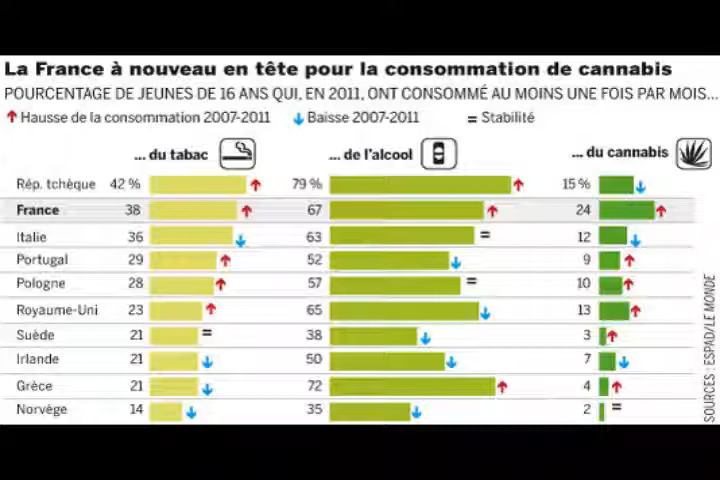 La France à nouveau en tête pour la consommation de cannabis
POURCENTAGE DE JEUNES DE 16 ANS QUI, EN 2011, ONT CONSOMMÉ AU MOINS UNE FOIS PAR MOIS...
Hausse de la consommation 2007-2011 Baisse 2007-2011 = Stabilité
... du tabac ... de l'alcool ... du cannabis
Rép. tchèque 42 % 79 % 15 %
France 38 67 24
Italie 36 63 = 12
Portugal 29 52 9
Pologne 28 57 = 10
Royaume-Uni 23 65 13
Suède 21 = 38 3
Irlande 21 50 7
Grèce 21 72 4
Norvège 14 35 2 =
SOURCES : ESPAD/LE MONDE